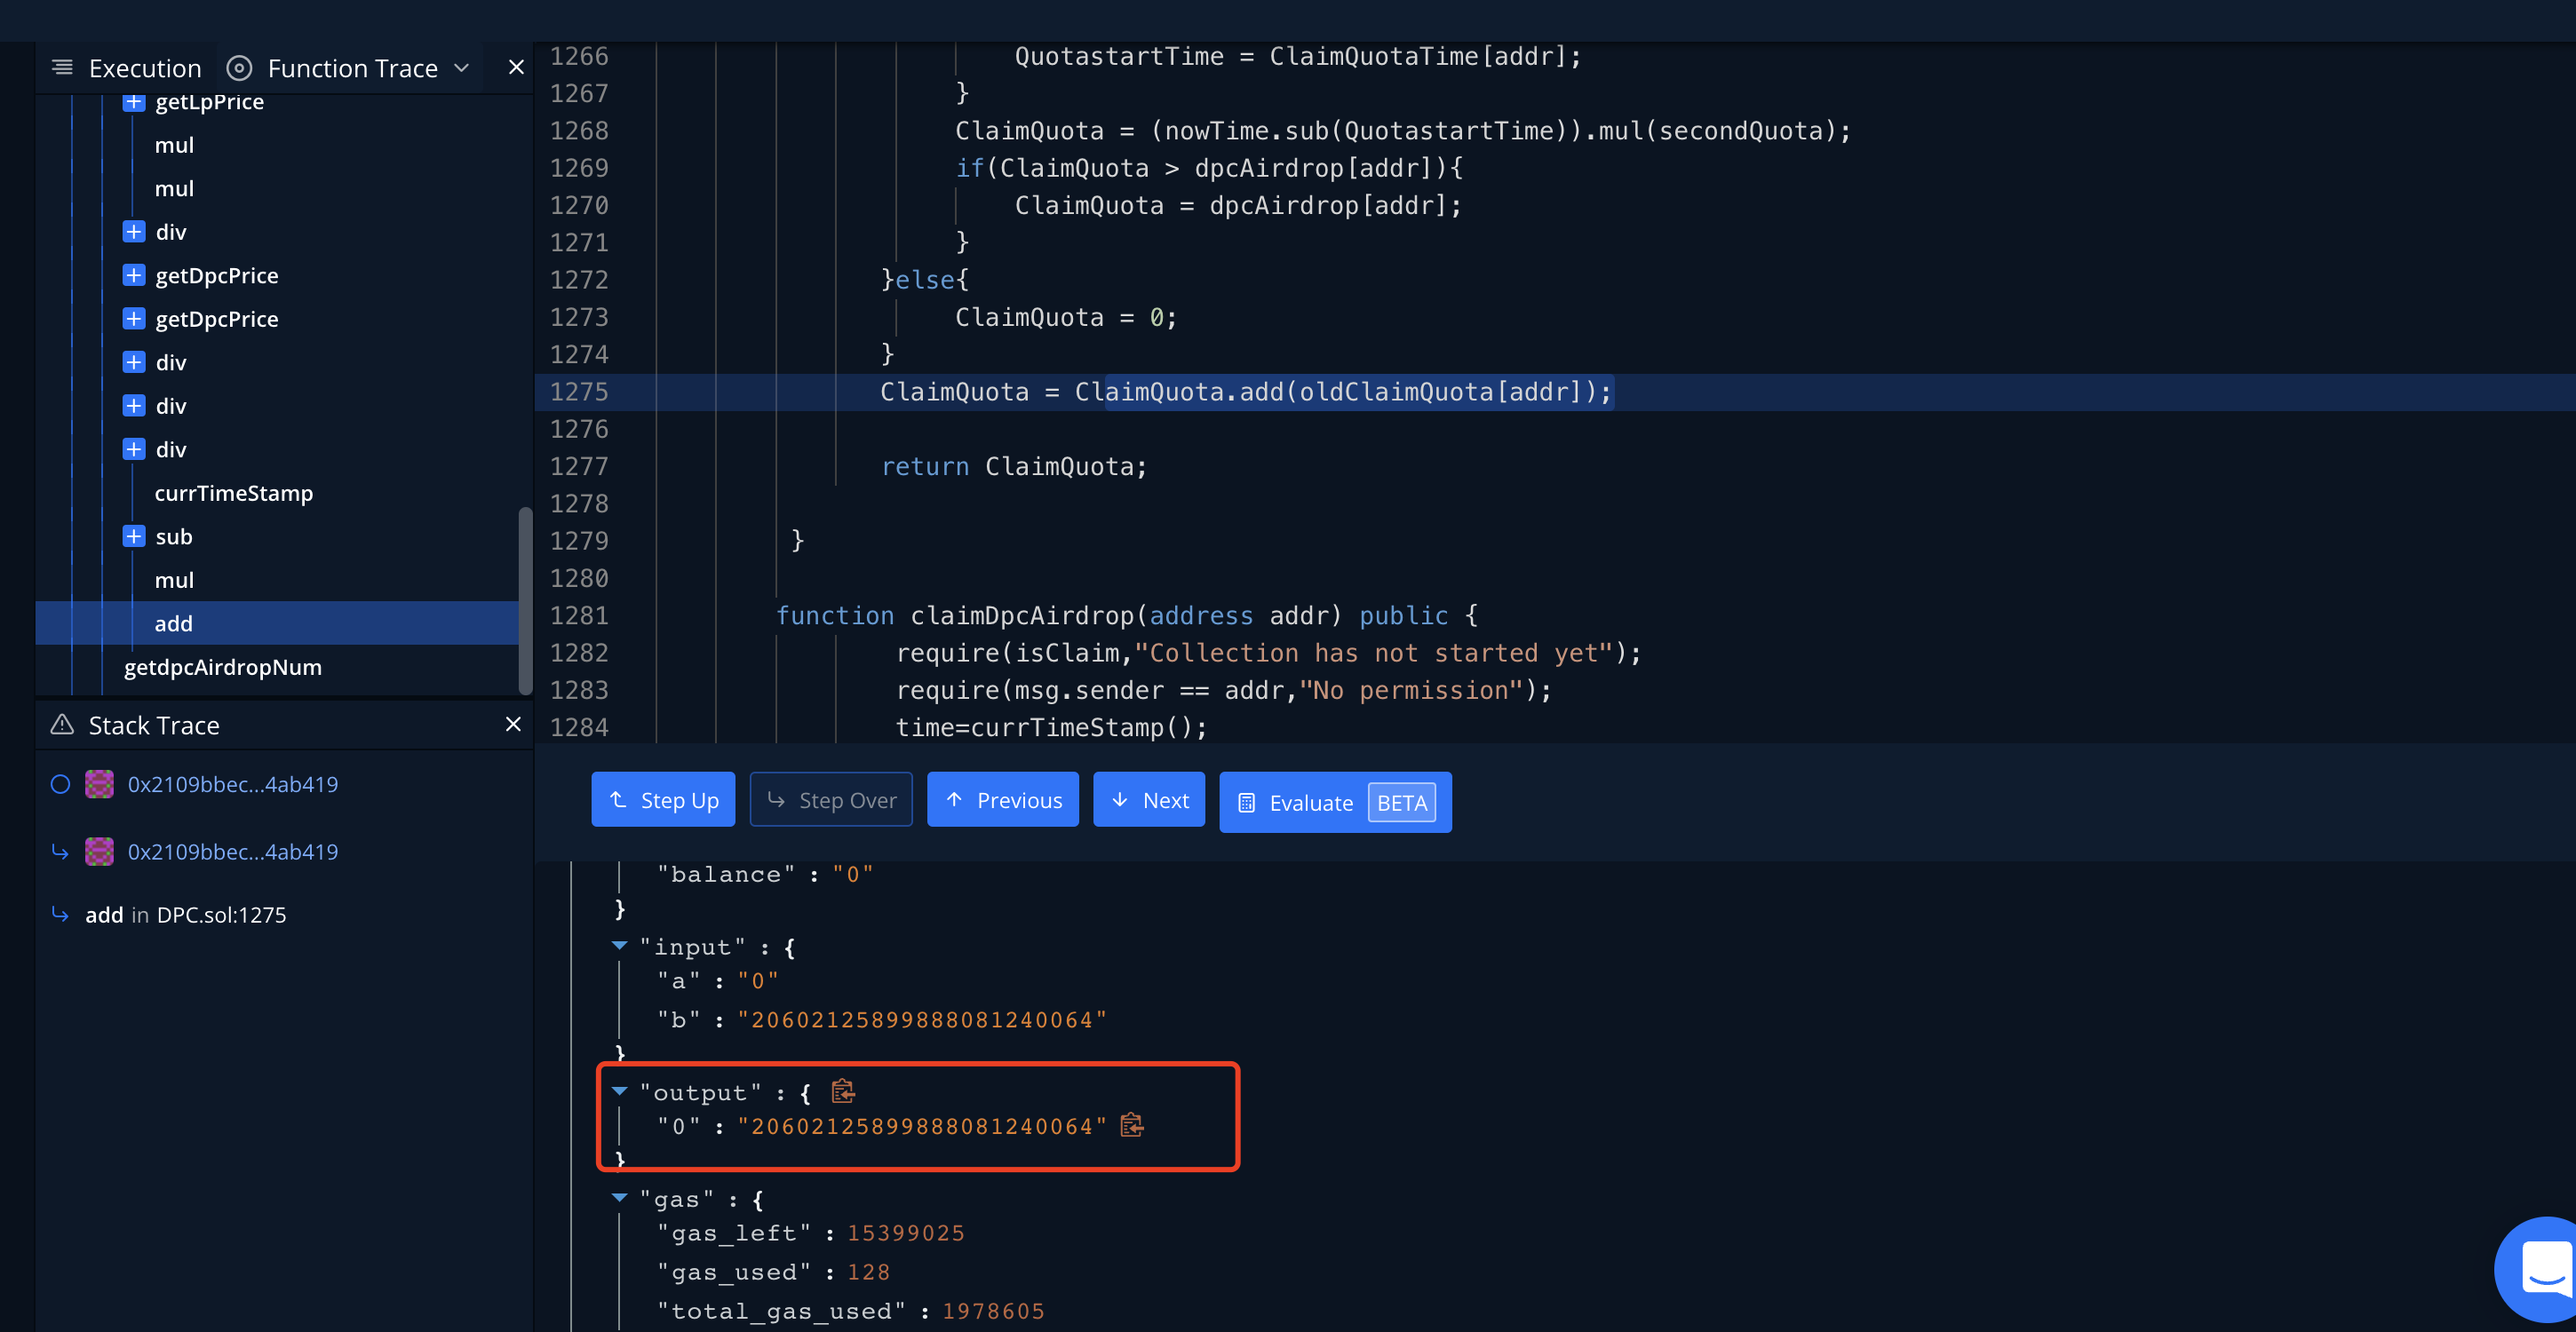 Execution
Function Trace
getLpPrice
mul
mul
div
getDpcPrice
getDpcPrice
div
div
div
currTimeStamp
sub
mul
add
getdpcAirdropNum
Stack Trace
0x2109bbec...4ab419
0x2109bbec...4ab419
add in DPC.sol:1275
1266 QuotastartTime = ClaimQuotaTime[addr];
1267 }
1268 ClaimQuota = (nowTime.sub(QuotastartTime)).mul(secondQuota);
1269 if(ClaimQuota > dpcAirdrop[addr]){
1270 ClaimQuota = dpcAirdrop[addr];
1271 }
1272 }else{
1273 ClaimQuota = 0;
1274 }
1275 ClaimQuota = ClaimQuota.add(oldClaimQuota[addr]);
1276
1277 return ClaimQuota;
1278
1279 }
1280
1281 function claimDpcAirdrop(address addr) public {
1282 require(isClaim,"Collection has not started yet");
1283 require(msg.sender == addr,"No permission");
1284 time=currTimeStamp();
Step Up
Step Over
Previous
Next
Evaluate BETA
"balance" : "0"
}
"input" : {
"a" : "0"
"b" : "20602125899888081240064"
}
"output" : {
"0" : "20602125899888081240064"
}
"gas" : {
"gas_left" : 15399025
"gas_used" : 128
"total_gas_used" : 1978605